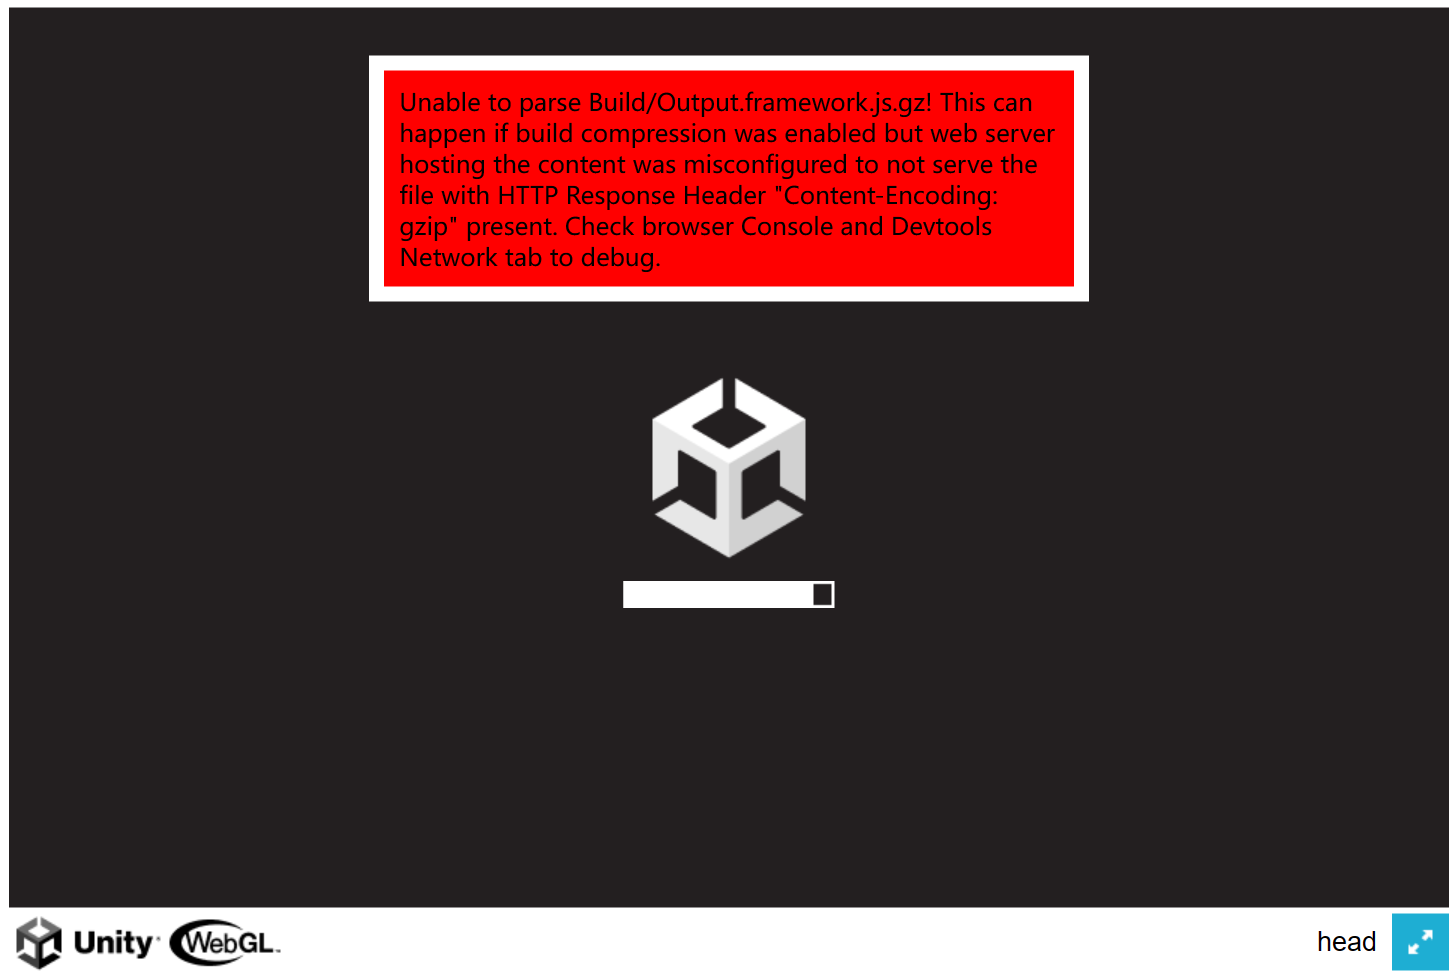 Unable to parse Build/Output.framework.js.gz! This can
happen if build compression was enabled but web server
hosting the content was misconfigured to not serve the
file with HTTP Response Header "Content-Encoding:
gzip" present. Check browser Console and Devtools
Network tab to debug.
Unity WebGL
head